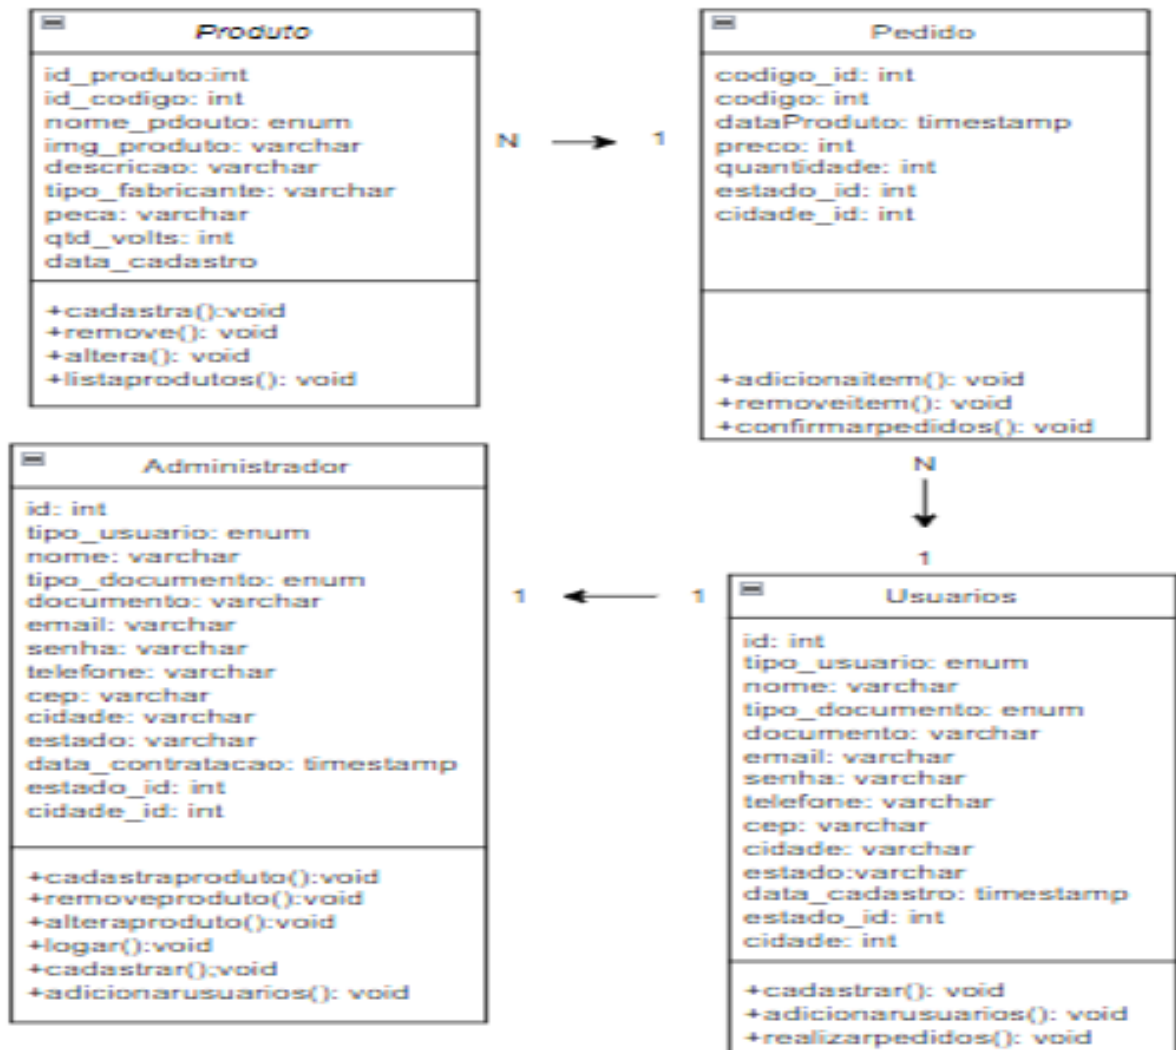 Produto
id_produto:int
id_codigo: int
nome_pdouto: enum
img_produto: varchar
descricao: varchar
tipo_fabricante: varchar
peca: varchar
qtd_volts: int
data_cadastro
+cadastra():void
+remove(): void
+altera(): void
+listaprodutos(): void
N
1
Pedido
codigo_id: int
codigo: int
dataProduto: timestamp
preco: int
quantidade: int
estado_id: int
cidade_id: int
+adicionaitem(): void
+removeitem(): void
+confirmarpedidos(): void
N
1
Administrador
id: int
tipo_usuario: enum
nome: varchar
tipo_documento: enum
documento: varchar
email: varchar
senha: varchar
telefone: varchar
cep: varchar
cidade: varchar
estado: varchar
data_contratacao: timestamp
estado_id: int
cidade_id: int
+cadastraproduto():void
+removeproduto():void
+alteraproduto():void
+logar():void
+cadastrar():void
+adicionarusuarios(): void
1
1
Usuarios
id: int
tipo_usuario: enum
nome: varchar
tipo_documento: enum
documento: varchar
email: varchar
senha: varchar
telefone: varchar
cep: varchar
cidade: varchar
estado:varchar
data_cadastro: timestamp
estado_id: int
cidade: int
+cadastrar(): void
+adicionarusuarios(): void
+realizarpedidos(): void